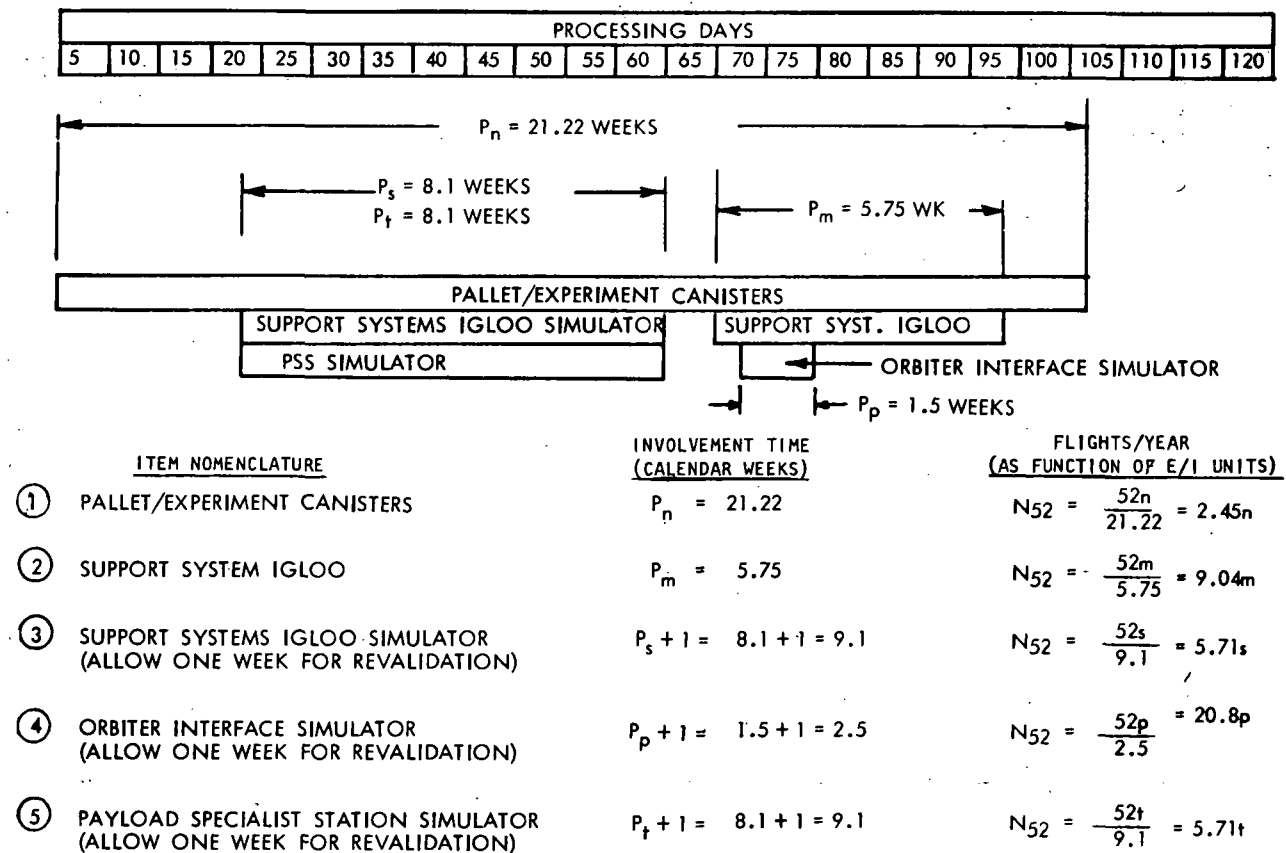 PROCESSING DAYS
5 10. 15 20 25 30 35 40 45 50 55 60 65 70 75 80 85 90 95 100 105 110 115 120
Pn = 21.22 WEEKS
Ps = 8.1 WEEKS
Pt = 8.1 WEEKS
Pm = 5.75 WK
PALLET/EXPERIMENT CANISTERS
SUPPORT SYSTEMS IGLOO SIMULATOR SUPPORT SYST. IGLOO
PSS SIMULATOR
ORBITER INTERFACE SIMULATOR
Pp = 1.5 WEEKS
ITEM NOMENCLATURE
INVOLVEMENT TIME
(CALENDAR WEEKS)
FLIGHTS/YEAR
(AS FUNCTION OF E/I UNITS)
1 PALLET/EXPERIMENT CANISTERS Pn = 21.22 N52 = 52n/21.22 = 2.45n
2 SUPPORT SYSTEM IGLOO Pm = 5.75 N52 = 52m/5.75 = 9.04m
3 SUPPORT SYSTEMS IGLOO SIMULATOR Ps + 1 = 8.1 + 1 = 9.1 N52 = 52s/9.1 = 5.71s
(ALLOW ONE WEEK FOR REVALIDATION)
4 ORBITER INTERFACE SIMULATOR Pp + 1 = 1.5 + 1 = 2.5 N52 = 52p/2.5 = 20.8p
(ALLOW ONE WEEK FOR REVALIDATION)
5 PAYLOAD SPECIALIST STATION SIMULATOR Pt + 1 = 8.1 + 1 = 9.1 N52 = 52t/9.1 = 5.71t
(ALLOW ONE WEEK FOR REVALIDATION)